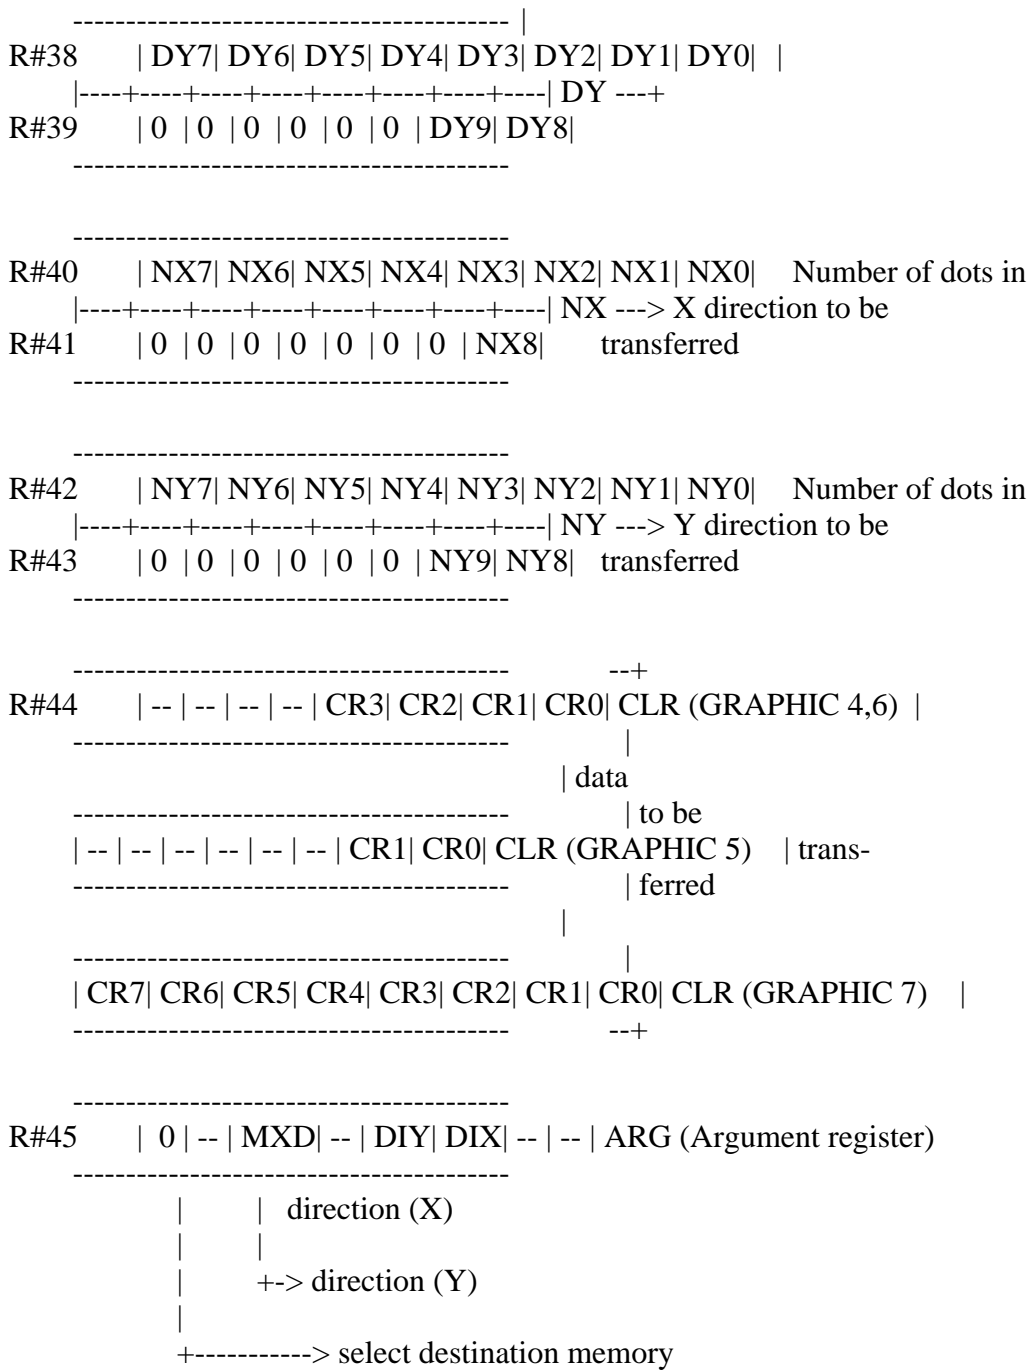 ----------------------------------------- |
R#38 | DY7| DY6| DY5| DY4| DY3| DY2| DY1| DY0| |
|----+----+----+----+----+----+----+----| DY ---+
R#39 | 0 | 0 | 0 | 0 | 0 | 0 | DY9| DY8|
-----------------------------------------
-----------------------------------------
R#40 | NX7| NX6| NX5| NX4| NX3| NX2| NX1| NX0| Number of dots in
|----+----+----+----+----+----+----+----| NX ---> X direction to be
R#41 | 0 | 0 | 0 | 0 | 0 | 0 | 0 | NX8| transferred
-----------------------------------------
-----------------------------------------
R#42 | NY7| NY6| NY5| NY4| NY3| NY2| NY1| NY0| Number of dots in
|----+----+----+----+----+----+----+----| NY ---> Y direction to be
R#43 | 0 | 0 | 0 | 0 | 0 | 0 | NY9| NY8| transferred
-----------------------------------------
----------------------------------------- --+
R#44 | -- | -- | -- | -- | CR3| CR2| CR1| CR0| CLR (GRAPHIC 4,6) |
----------------------------------------- |
| data
----------------------------------------- | to be
| -- | -- | -- | -- | -- | -- | CR1| CR0| CLR (GRAPHIC 5) | trans-
----------------------------------------- | ferred
|
----------------------------------------- |
| CR7| CR6| CR5| CR4| CR3| CR2| CR1| CR0| CLR (GRAPHIC 7) |
----------------------------------------- --+
-----------------------------------------
R#45 | 0 | -- | MXD| -- | DIY| DIX| -- | -- | ARG (Argument register)
-----------------------------------------
| | direction (X)
| |
| +-> direction (Y)
|
+-----------> select destination memory